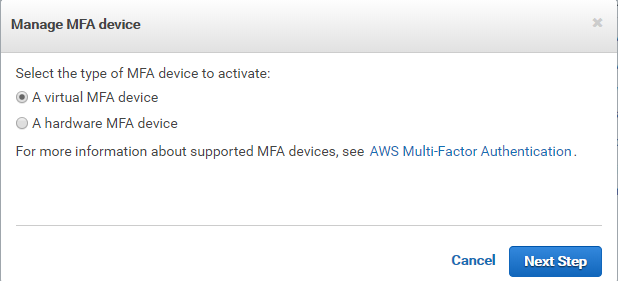 Manage MFA device
Select the type of MFA device to activate:
A virtual MFA device
A hardware MFA device
For more information about supported MFA devices, see AWS Multi-Factor Authentication.
Cancel Next Step